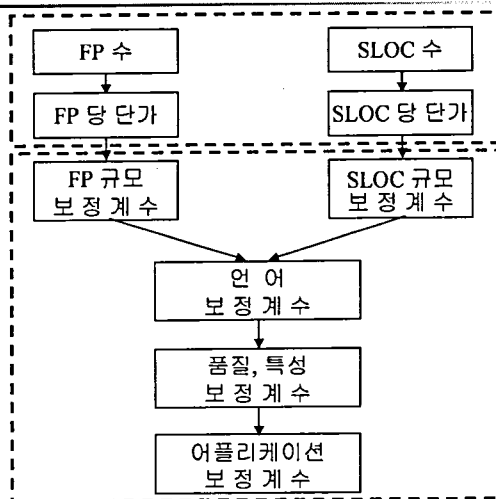 FP 수
SLOC 수
FP 당 단가
SLOC 당 단가
FP 규모
보 정 계 수
SLOC 규모
보 정 계 수
언 어
보 정 계 수
품질, 특성
보 정 계 수
어플리케이션
보 정 계 수